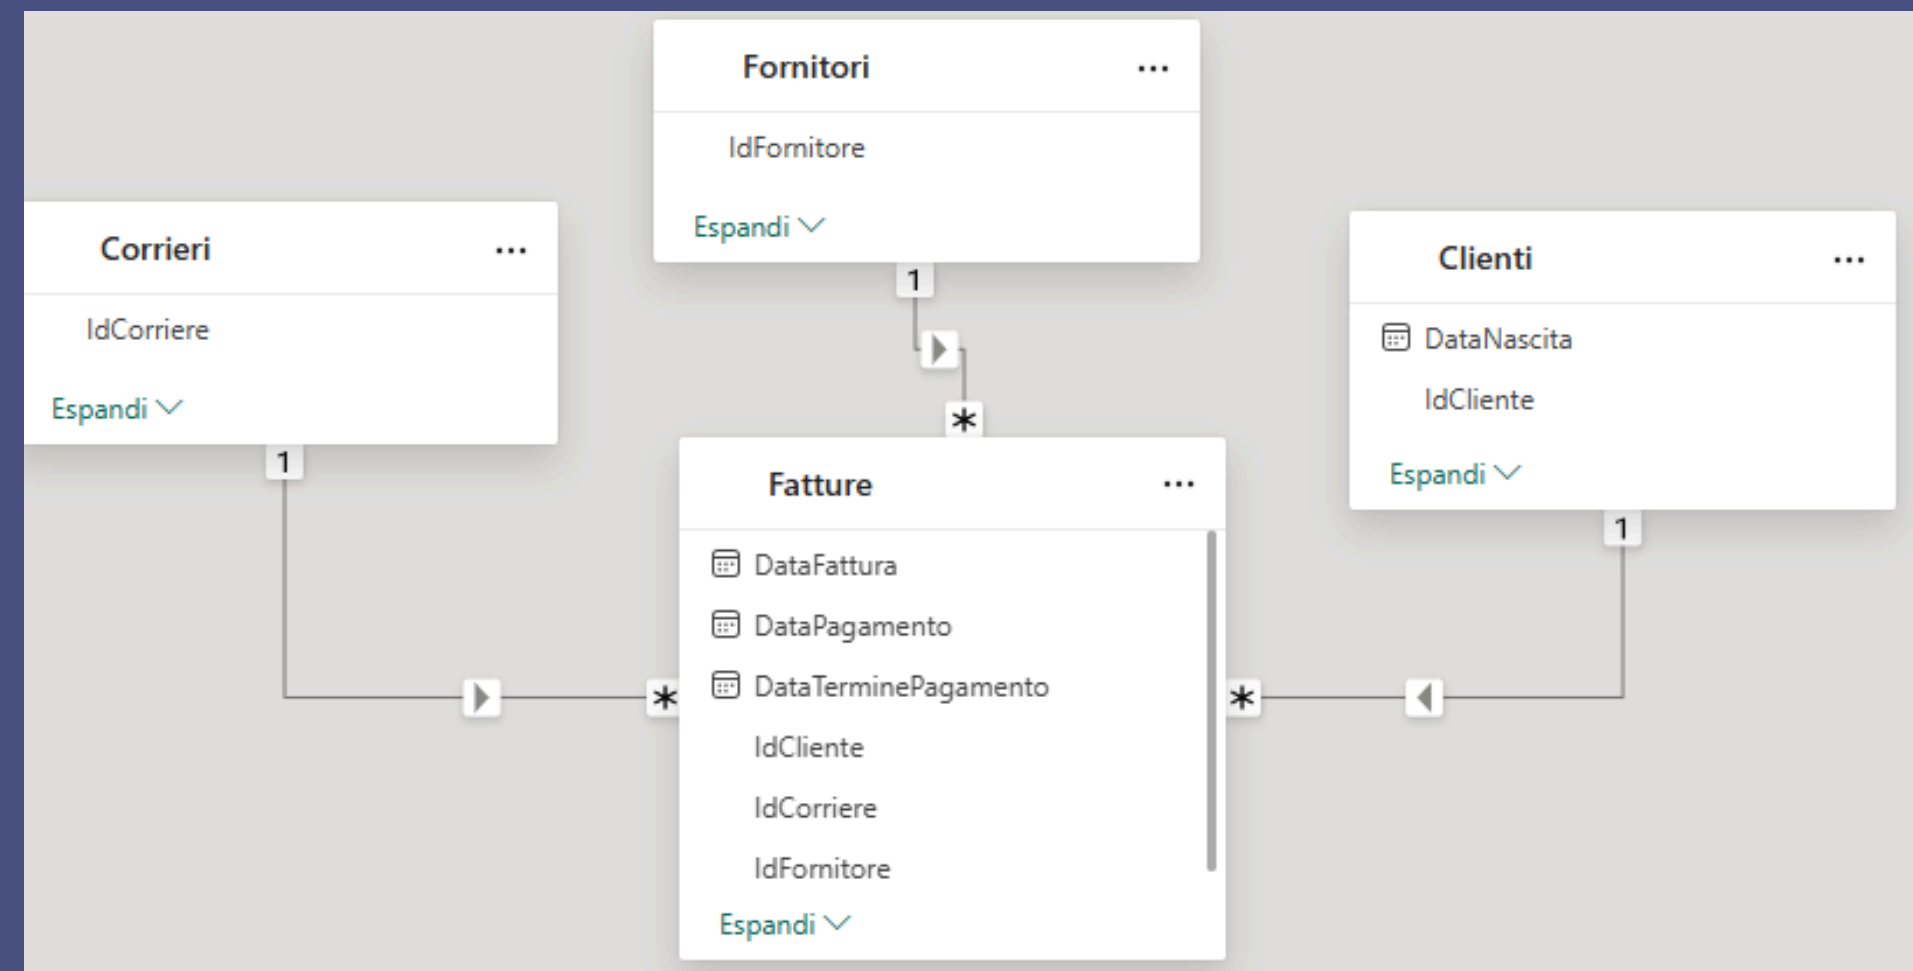 Fornitori
IdFornitore
Espandi
1
*
Corrieri
IdCorriere
Espandi
1
*
Clienti
DataNascita
IdCliente
Espandi
1
*
Fatture
DataFattura
DataPagamento
DataTerminePagamento
IdCliente
IdCorriere
IdFornitore
Espandi